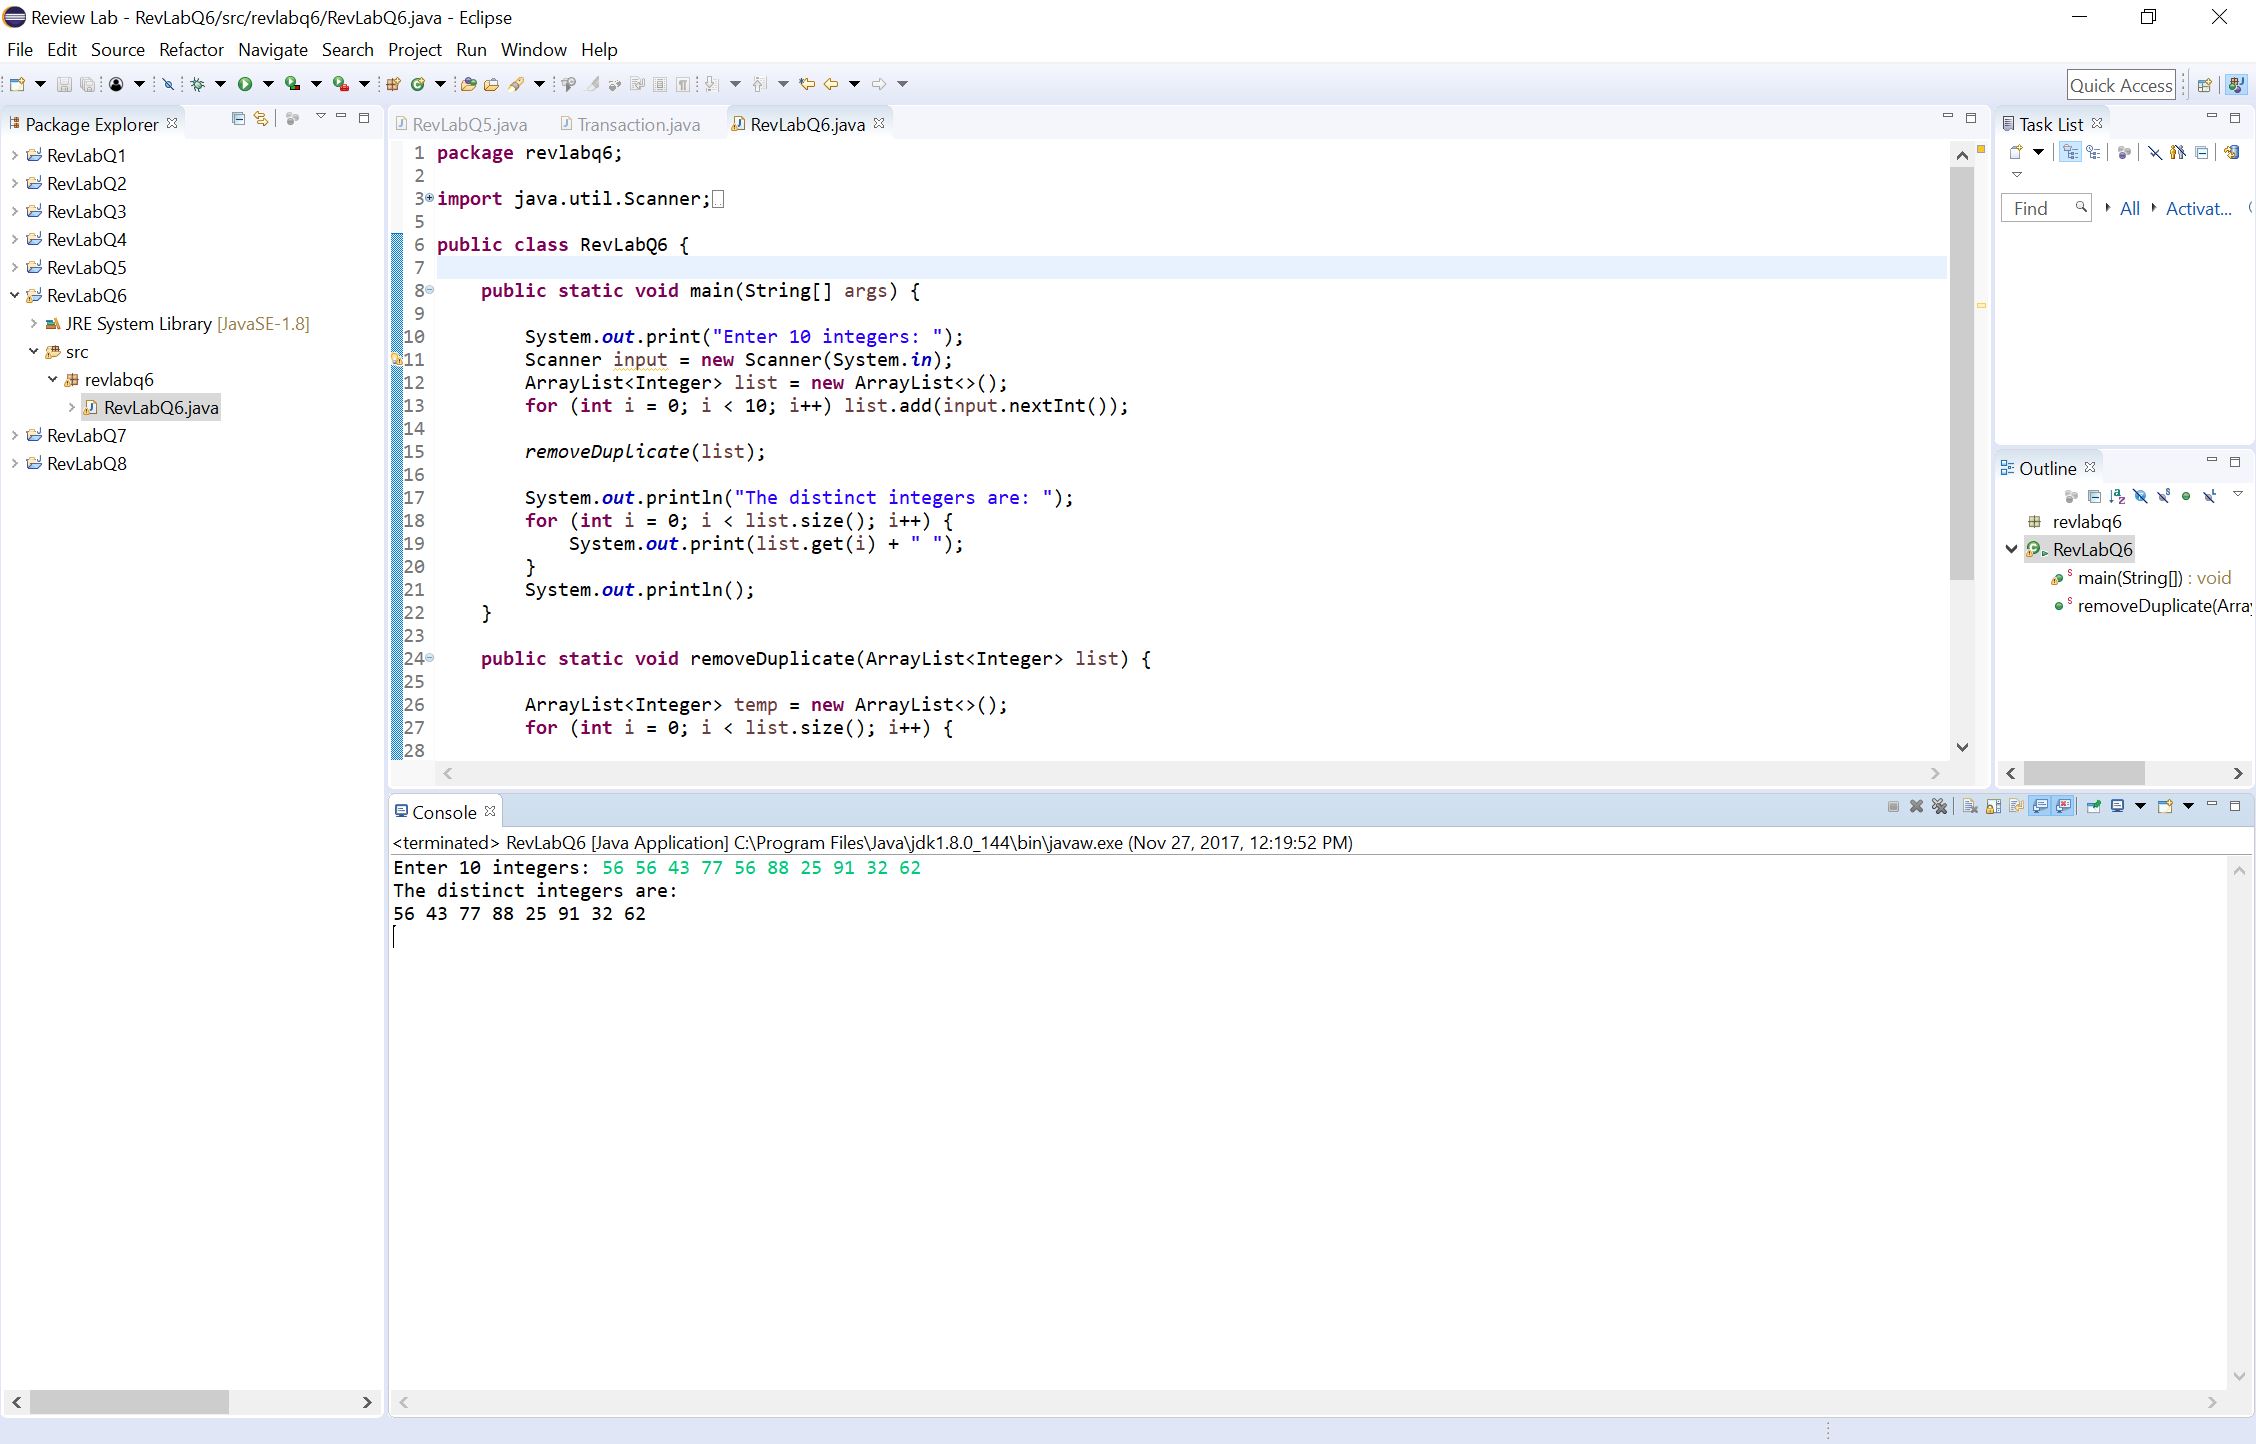 Review Lab - RevLabQ6/src/revlabq6/RevLabQ6.java - Eclipse
File Edit Source Refactor Navigate Search Project Run Window Help
Quick Access
Package Explorer
RevLabQ1
RevLabQ2
RevLabQ3
RevLabQ4
RevLabQ5
RevLabQ6
JRE System Library [JavaSE-1.8]
src
revlabq6
RevLabQ6.java
RevLabQ7
RevLabQ8
RevLabQ5.java Transaction.java RevLabQ6.java
1 package revlabq6;
2
3 import java.util.Scanner;
5
6 public class RevLabQ6 {
7
8 public static void main(String[] args) {
9
10 System.out.print("Enter 10 integers: ");
11 Scanner input = new Scanner(System.in);
12 ArrayList<Integer> list = new ArrayList<>();
13 for (int i = 0; i < 10; i++) list.add(input.nextInt());
14
15 removeDuplicate(list);
16
17 System.out.println("The distinct integers are: ");
18 for (int i = 0; i < list.size(); i++) {
19 System.out.print(list.get(i) + " ");
20 }
21 System.out.println();
22 }
23
24 public static void removeDuplicate(ArrayList<Integer> list) {
25
26 ArrayList<Integer> temp = new ArrayList<>();
27 for (int i = 0; i < list.size(); i++) {
28
Task List
Find All Activat...
Outline
revlabq6
RevLabQ6
main(String[]) : void
removeDuplicate(Array
Console
<terminated> RevLabQ6 [Java Application] C:\Program Files\Java\jdk1.8.0_144\bin\javaw.exe (Nov 27, 2017, 12:19:52 PM)
Enter 10 integers: 56 56 43 77 56 88 25 91 32 62
The distinct integers are:
56 43 77 88 25 91 32 62